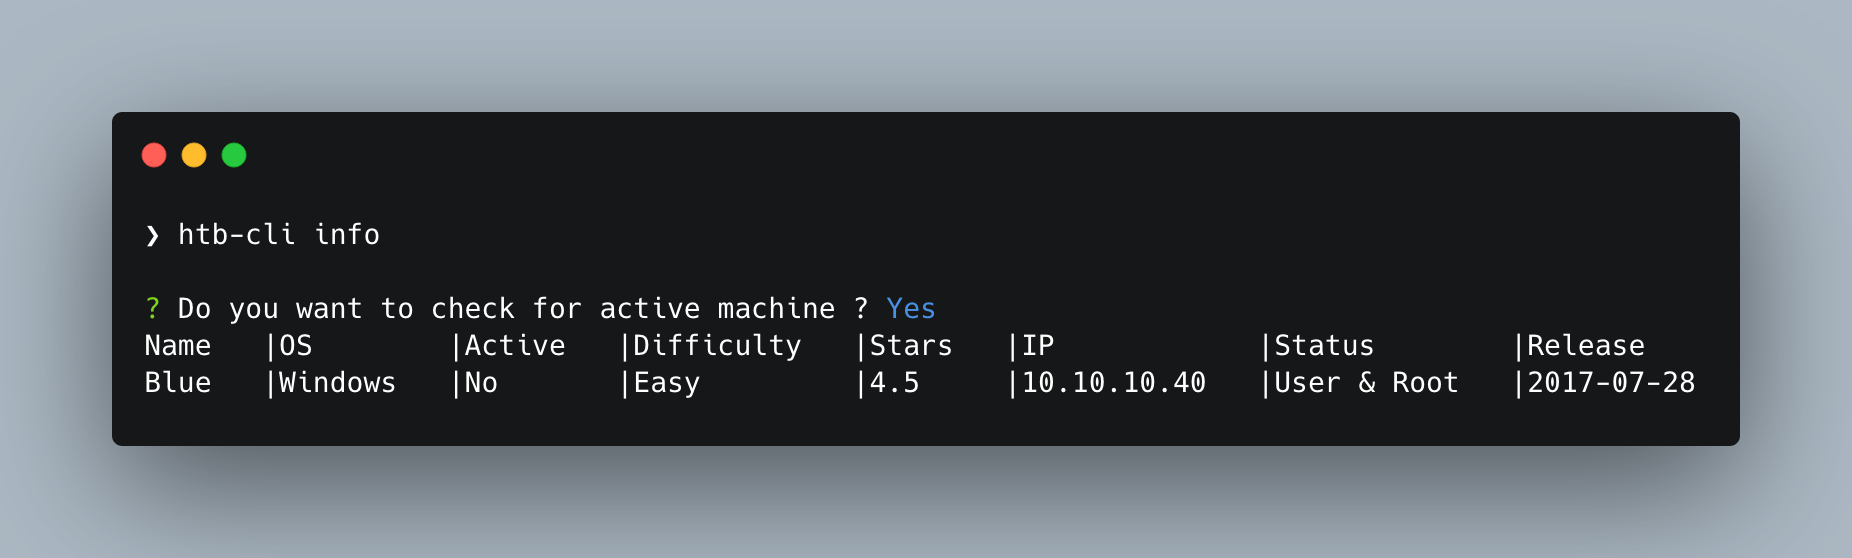 ❯ htb-cli info
? Do you want to check for active machine ? Yes
Name   |OS        |Active   |Difficulty   |Stars   |IP            |Status        |Release
Blue   |Windows   |No       |Easy         |4.5     |10.10.10.40   |User & Root   |2017-07-28